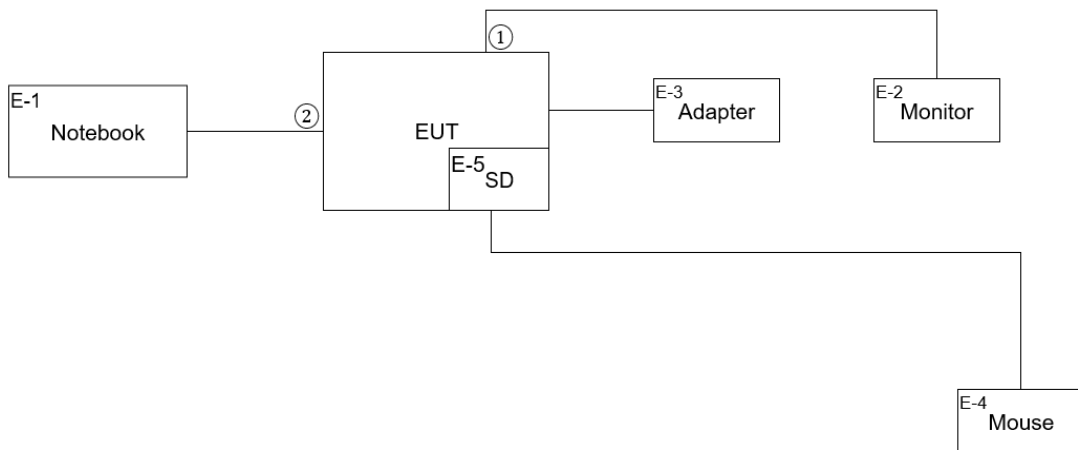 ①
E-1
Notebook
②
EUT
E-5
SD
E-3
Adapter
E-2
Monitor
E-4
Mouse